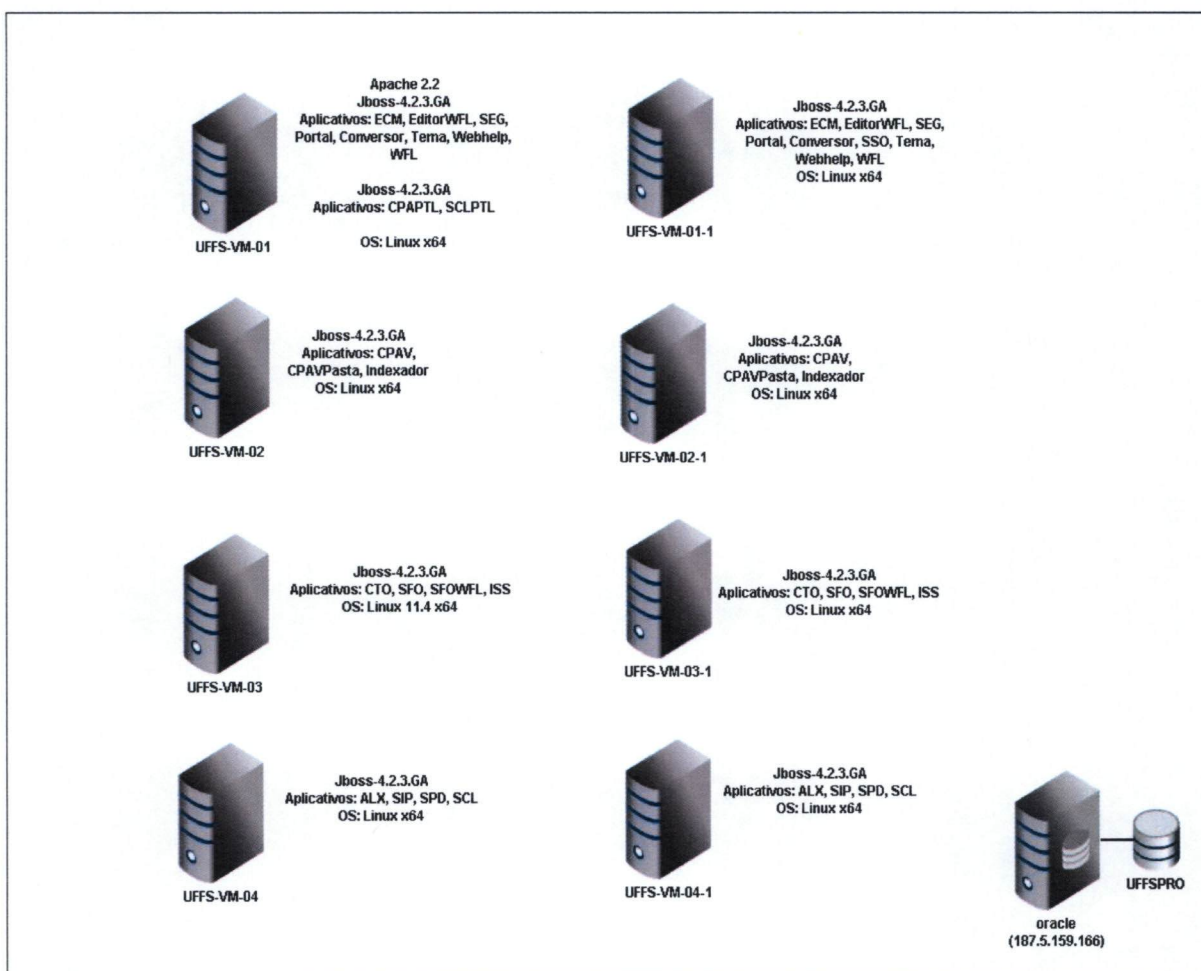 Apache 2.2
Jboss-4.2.3.GA
Aplicativos: ECM, EditorWFL, SEG,
Portal, Conversor, Tema, Webhelp,
WFL
Jboss-4.2.3.GA
Aplicativos: CPAPTL, SCLPTL
OS: Linux x64
UFFS-VM-01
Jboss-4.2.3.GA
Aplicativos: ECM, EditorWFL, SEG,
Portal, Conversor, SSO, Tema,
Webhelp, WFL
OS: Linux x64
UFFS-VM-01-1
Jboss-4.2.3.GA
Aplicativos: CPAV,
CPAVPasta, Indexador
OS: Linux x64
UFFS-VM-02
Jboss-4.2.3.GA
Aplicativos: CPAV,
CPAVPasta, Indexador
OS: Linux x64
UFFS-VM-02-1
Jboss-4.2.3.GA
Aplicativos: CTO, SFO, SFOWFL, ISS
OS: Linux 11.4 x64
UFFS-VM-03
Jboss-4.2.3.GA
Aplicativos: CTO, SFO, SFOWFL, ISS
OS: Linux x64
UFFS-VM-03-1
Jboss-4.2.3.GA
Aplicativos: ALX, SIP, SPD, SCL
OS: Linux x64
UFFS-VM-04
Jboss-4.2.3.GA
Aplicativos: ALX, SIP, SPD, SCL
OS: Linux x64
UFFS-VM-04-1
UFFSPRO
oracle
(187.5.159.166)